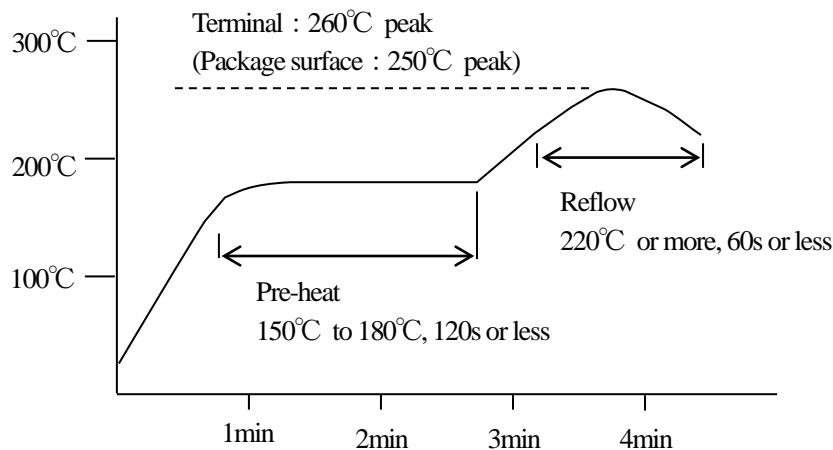 Terminal : 260℃ peak
(Package surface : 250℃ peak)
300℃
200℃
100℃
Reflow
220℃ or more, 60s or less
Pre-heat
150℃ to 180℃, 120s or less
1min
2min
3min
4min